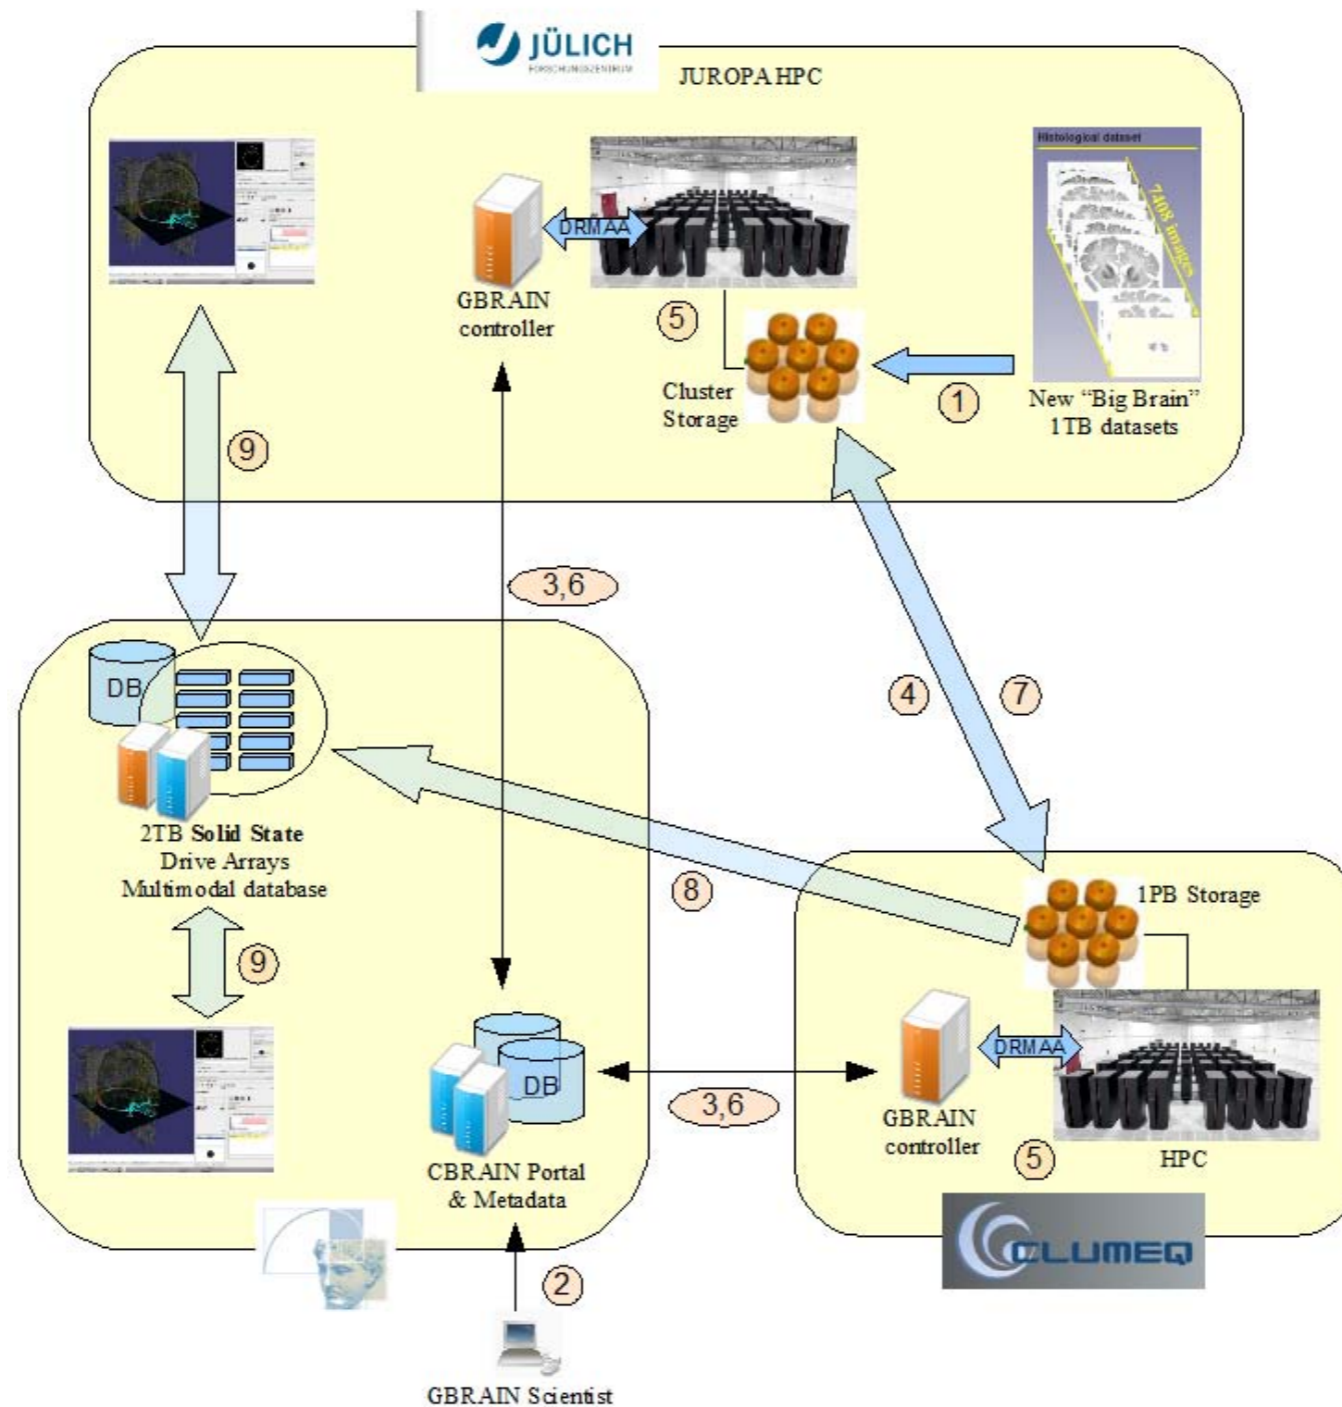 JÜLICH
FORSCHUNGSZENTRUM
JUROPA HPC
Histological dataset
7408 images
DRMAA
GBRAIN
controller
5
Cluster
Storage
1
New “Big Brain”
1TB datasets
9
3,6
4
7
DB
2TB Solid State
Drive Arrays
Multimodal database
8
1PB Storage
9
DB
CBRAIN Portal
& Metadata
3,6
DRMAA
GBRAIN
controller
5
HPC
CLUMEQ
2
GBRAIN Scientist